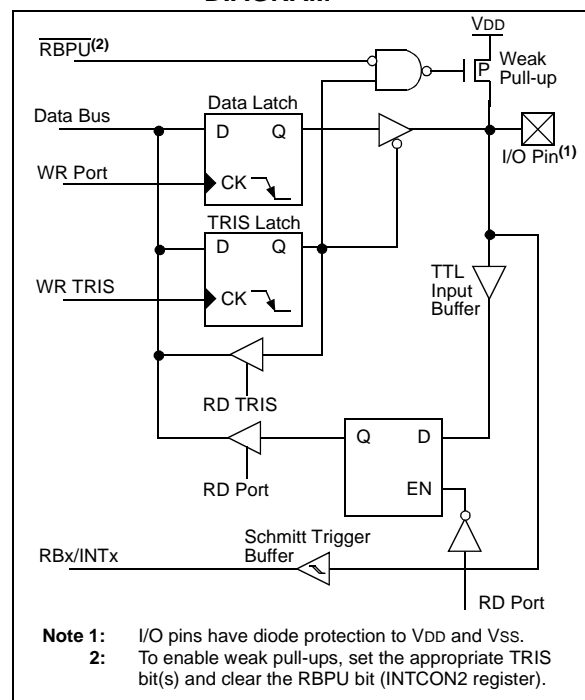 DIAGRAM
VDD
RBPU(2)
Weak
Pull-up
P
Data Latch
Data Bus
D Q
I/O Pin(1)
WR Port
CK
TRIS Latch
D Q
TTL
Input
Buffer
WR TRIS
CK
RD TRIS
Q D
RD Port
EN
Schmitt Trigger
Buffer
RBx/INTx
RD Port
Note 1: I/O pins have diode protection to VDD and VSS.
2: To enable weak pull-ups, set the appropriate TRIS
bit(s) and clear the RBPU bit (INTCON2 register).